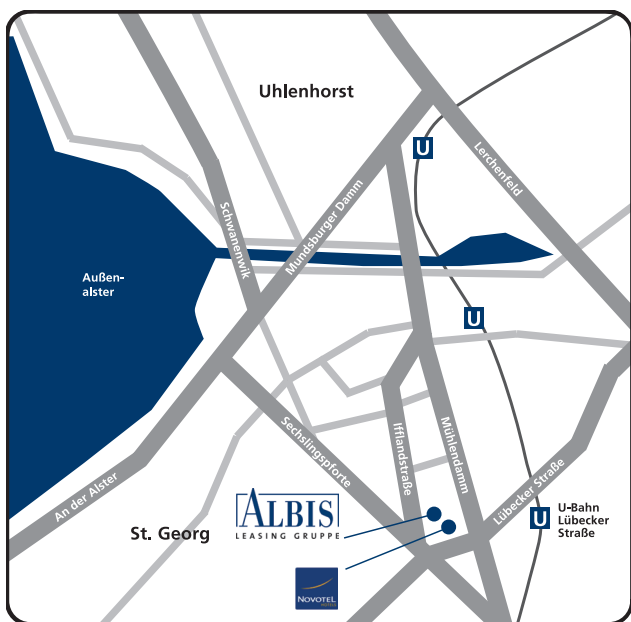 Uhlenhorst
U
Lerchenfeld
Schwanenwik
Mundsburger Damm
Außen-
alster
U
Sechslingspforte
Ifflandstraße
Mühlendamm
Lübecker Straße
An der Alster
ALBIS
LEASING GRUPPE
St. Georg
U
U-Bahn
Lübecker
Straße
NOVOTEL
HOTELS